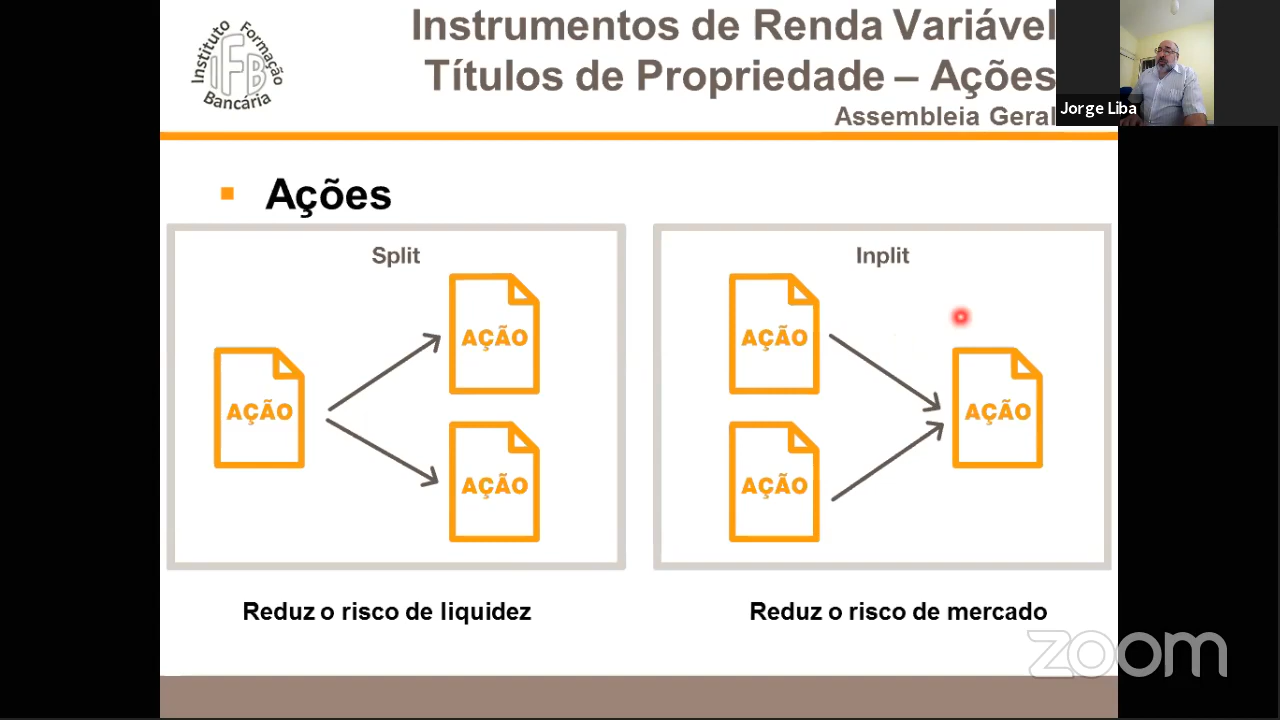 Instituto Formação
IFB
Bancária
Instrumentos de Renda Variável
Títulos de Propriedade – Ações
Assembleia Geral
Jorge Liba
Ações
Split
AÇÃO
AÇÃO
AÇÃO
Inplit
AÇÃO
AÇÃO
AÇÃO
Reduz o risco de liquidez
Reduz o risco de mercado
zoom